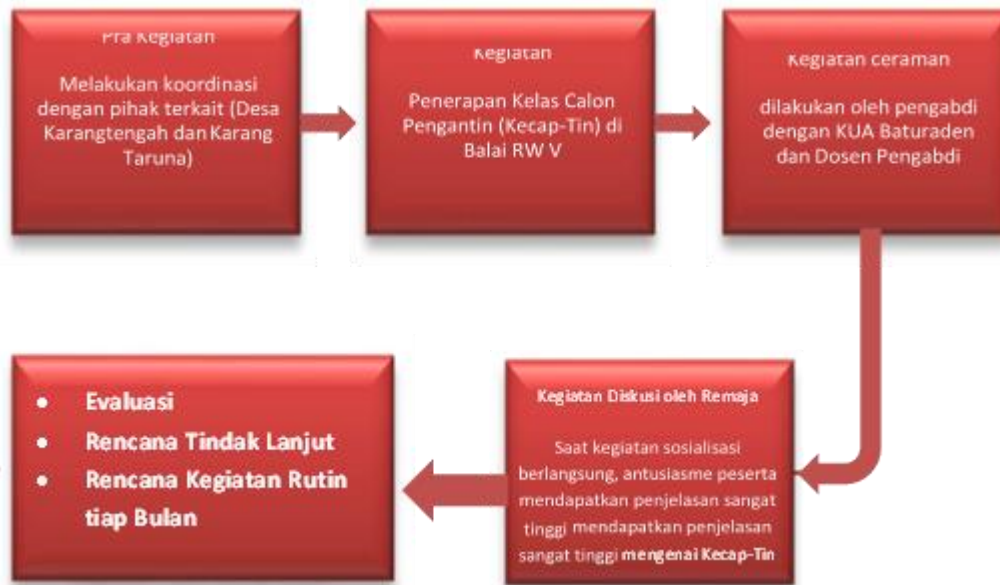 Pra Kegiatan
Melakukan koordinasi
dengan pihak terkait (Desa
Karangtengah dan Karang
Taruna)
Kegiatan
Penerapan Kelas Calon
Pengantin (Kecap-Tin) di
Balai RW V
Kegiatan ceramah
dilakukan oleh pengabdi
dengan KUA Baturaden
dan Dosen Pengabdi
Kegiatan Diskusi oleh Remaja
Saat kegiatan sosialisasi
berlangsung, antusiasme peserta
mendapatkan penjelasan sangat
tinggi mendapatkan penjelasan
sangat tinggi mengenai Kecap-Tin
• Evaluasi
• Rencana Tindak Lanjut
• Rencana Kegiatan Rutin
tiap Bulan